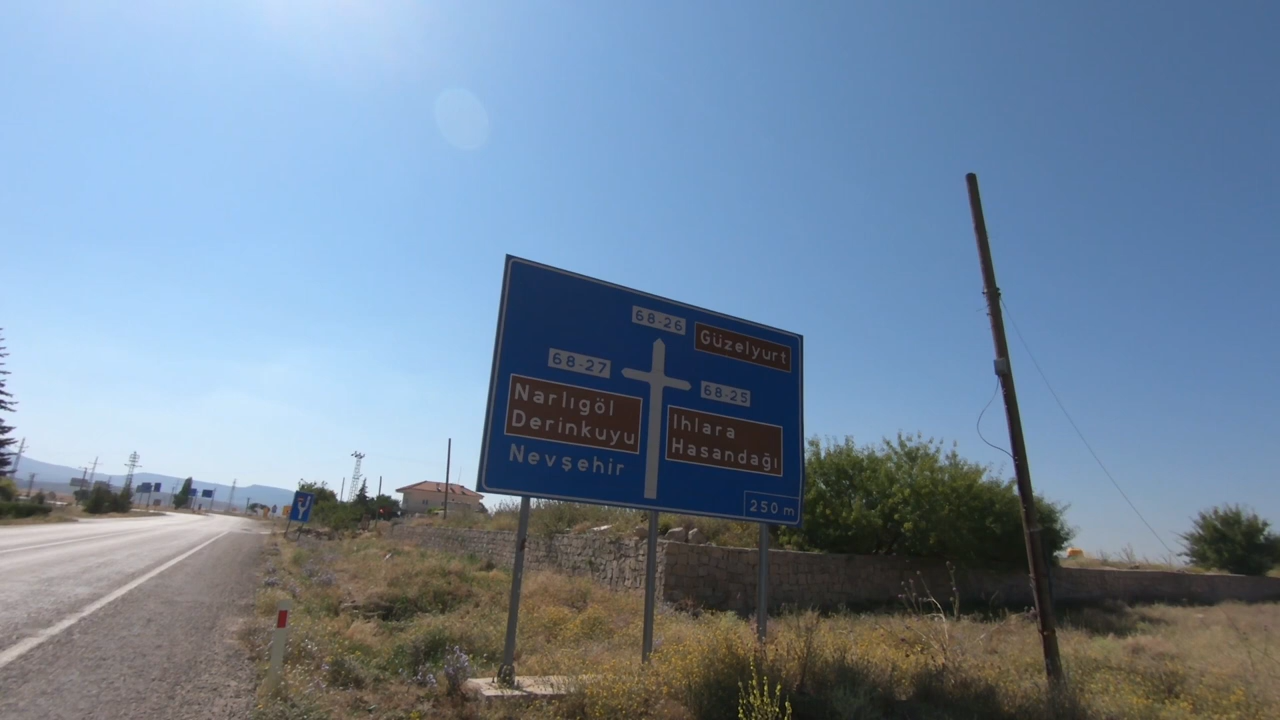 68-26
Güzelyurt
68-27
Narlıgöl
Derinkuyu
Nevşehir
68-25
Ihlara
Hasandağı
250 m